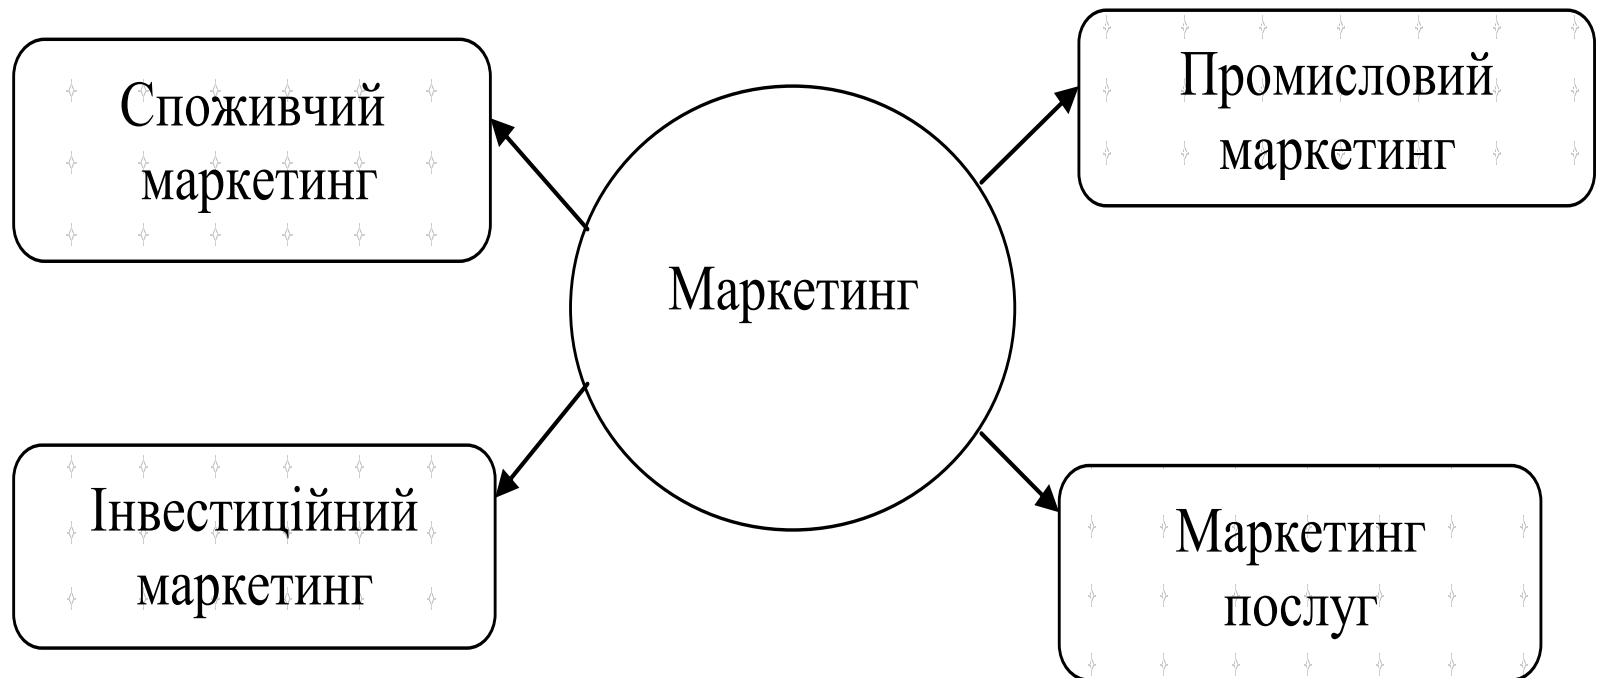 Споживчий
маркетинг
Промисловий
маркетинг
Маркетинг
Інвестиційний
маркетинг
Маркетинг
послуг